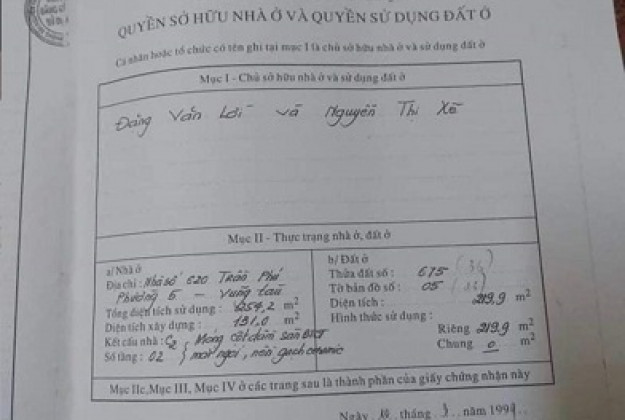 QUYỀN SỞ HỮU NHÀ Ở VÀ QUYỀN SỬ DỤNG ĐẤT Ở
Cá nhân hoặc tổ chức có tên ghi tại mục I là chủ sở hữu nhà ở và sử dụng đất ở
Mục I - Chủ sở hữu nhà ở và sử dụng đất ở
Đặng Văn Lơi và Nguyễn Thị Xê
Mục II - Thực trạng nhà ở, đất ở
a/ Nhà ở
Địa chỉ : Nhà số 620 Trần Phú
Phường 5 - Vũng tàu
Tổng diện tích sử dụng : 254,2 m²
Diện tích xây dựng : 131,0 m²
Kết cấu nhà : C2, Móng cột dầm sàn BTCT
Số tầng : 02 mái ngói, nền gạch ceramic
b/ Đất ở
Thửa đất số : 675 (34)
Tờ bản đồ số : 05
Diện tích : 219,9 m²
Hình thức sử dụng :
Riêng 219,9 m²
Chung 0 m²
Mục IIc, Mục III, Mục IV ở các trang sau là thành phần của giấy chứng nhận này
Ngày tháng 3 năm 199